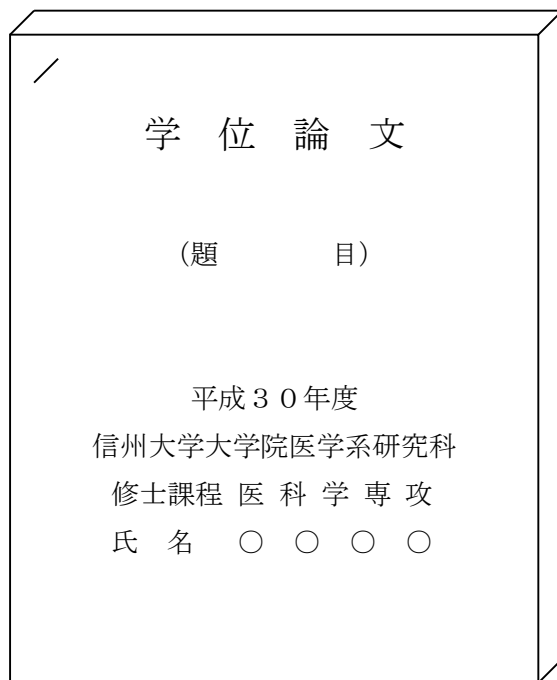 学 位 論 文
（題　　　　目）
平成３０年度
信州大学大学院医学系研究科
修士課程 医 科 学 専 攻
氏 名 ○ ○ ○ ○